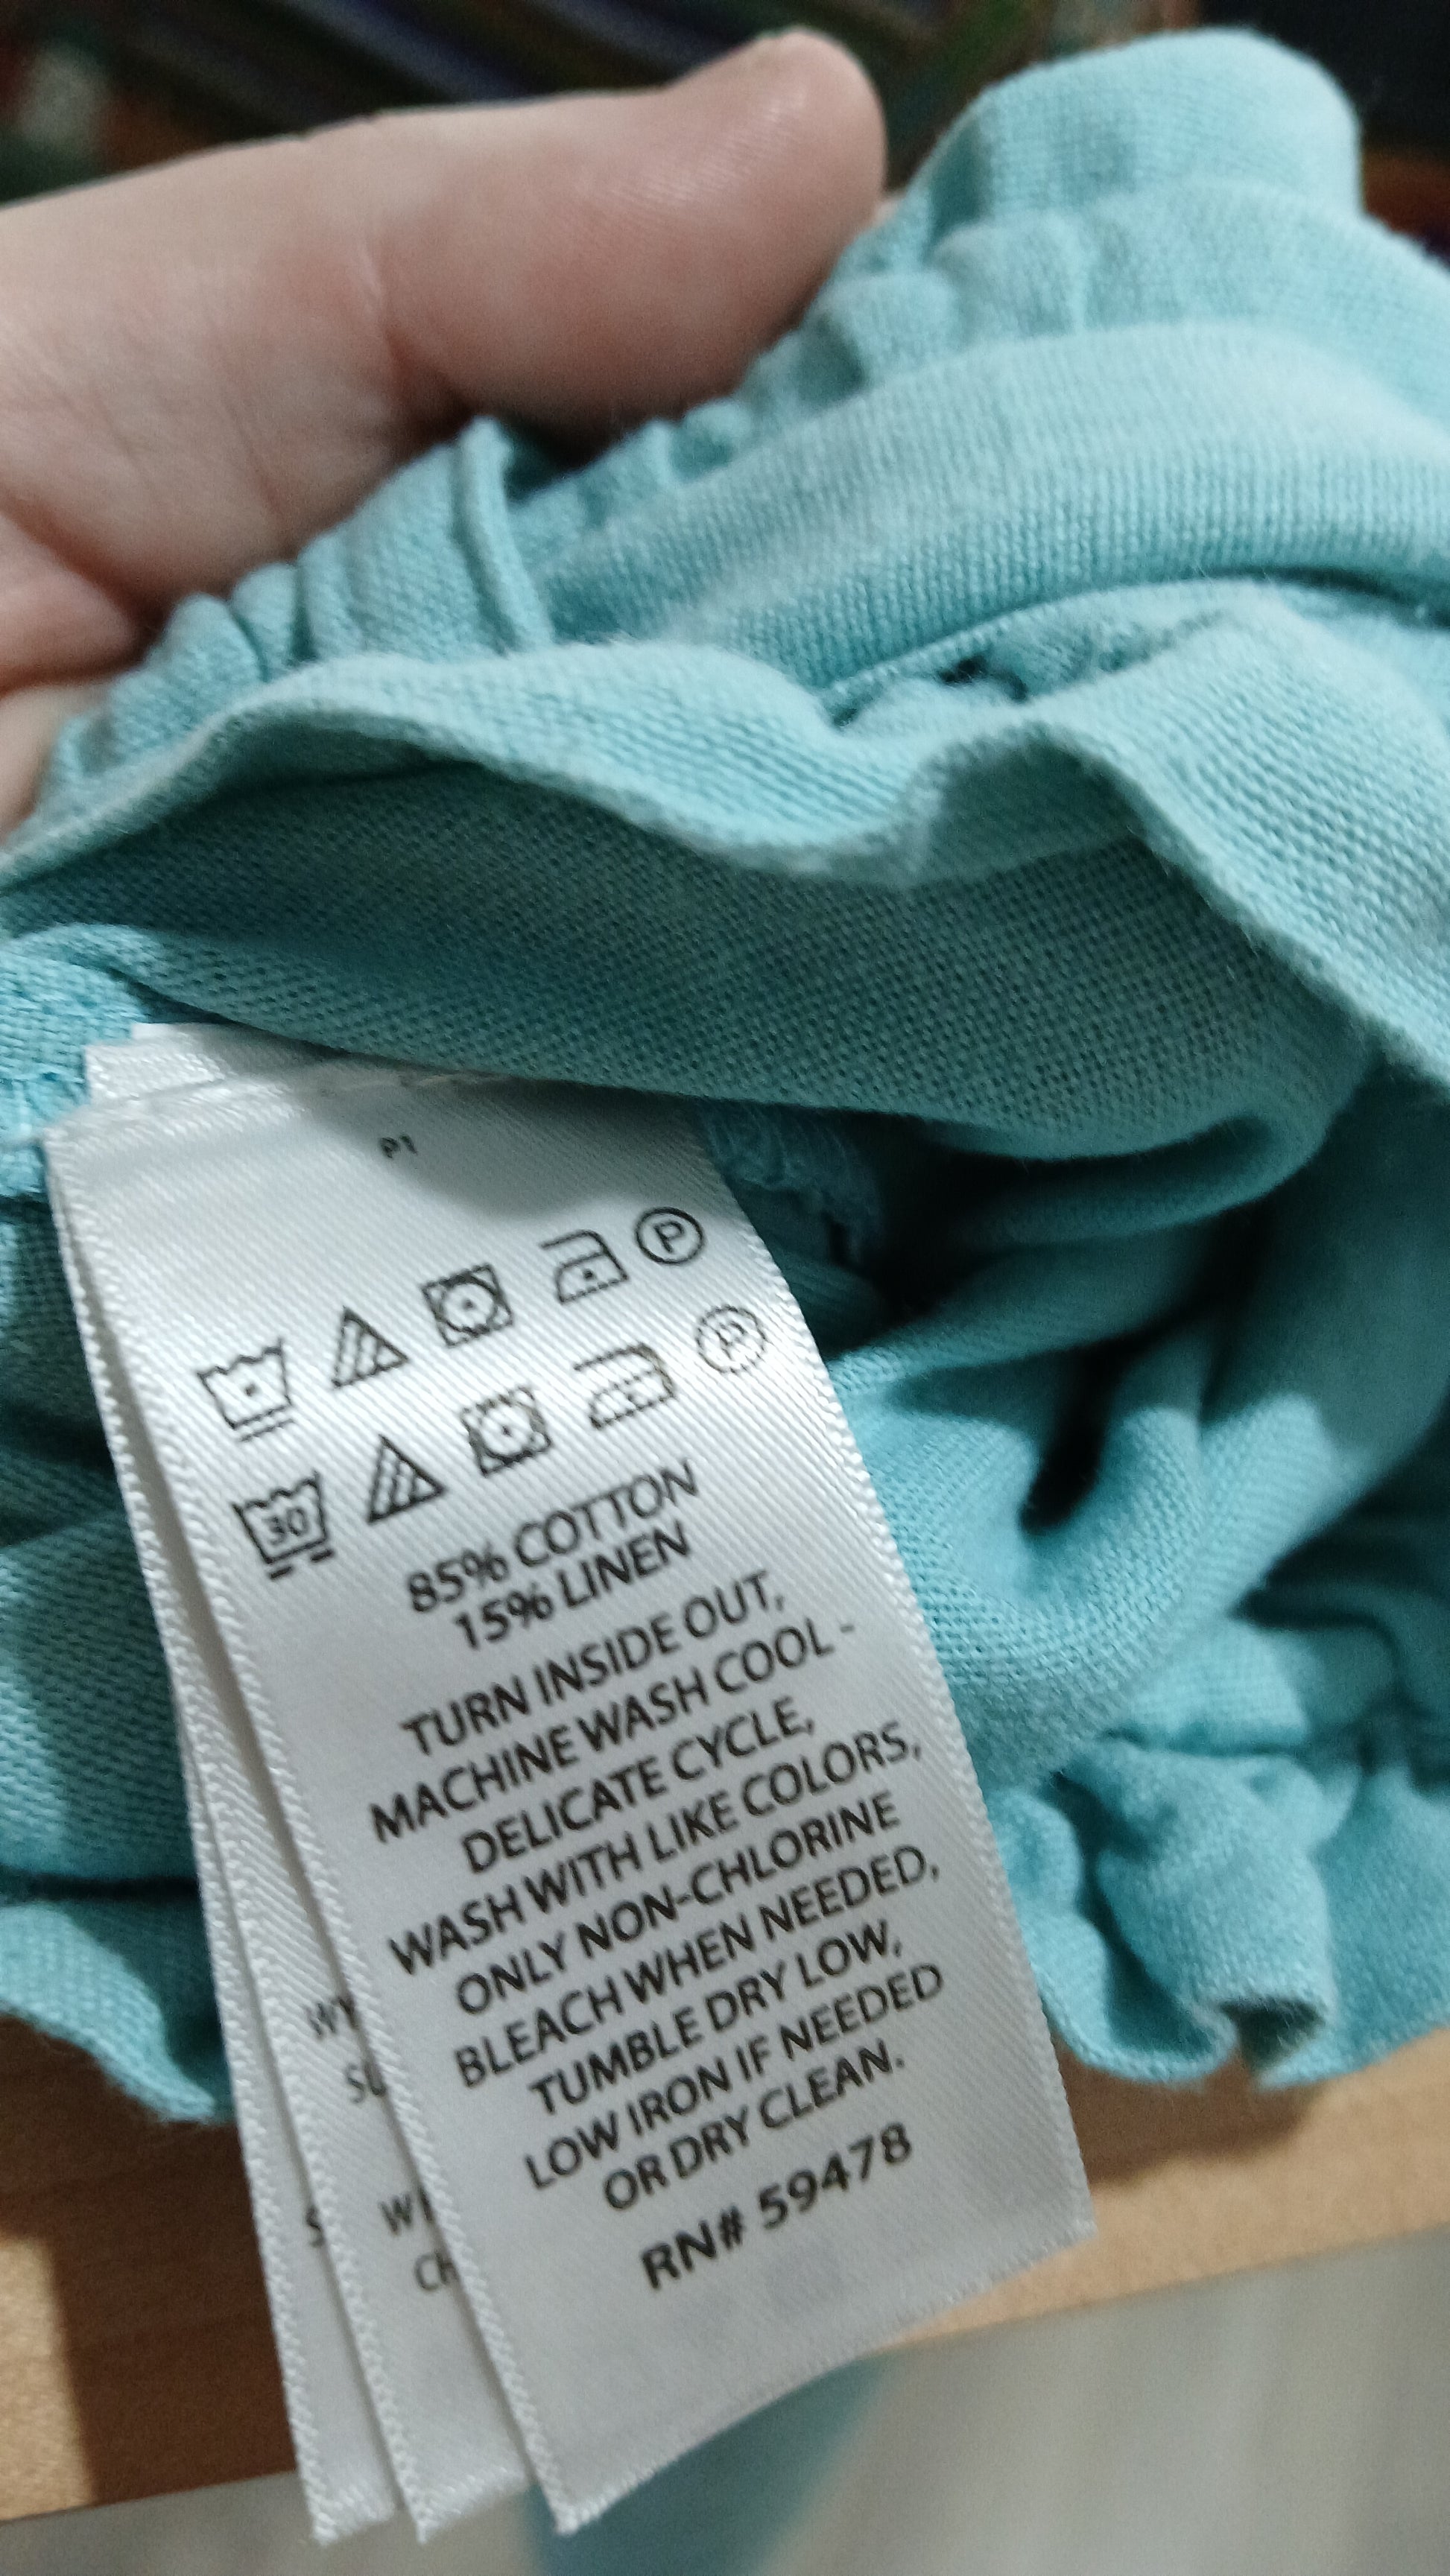 P1
P
30
P
85% COTTON
15% LINEN
TURN INSIDE OUT,
MACHINE WASH COOL -
DELICATE CYCLE,
WASH WITH LIKE COLORS,
ONLY NON-CHLORINE
BLEACH WHEN NEEDED,
TUMBLE DRY LOW,
LOW IRON IF NEEDED
OR DRY CLEAN.
RN# 59478